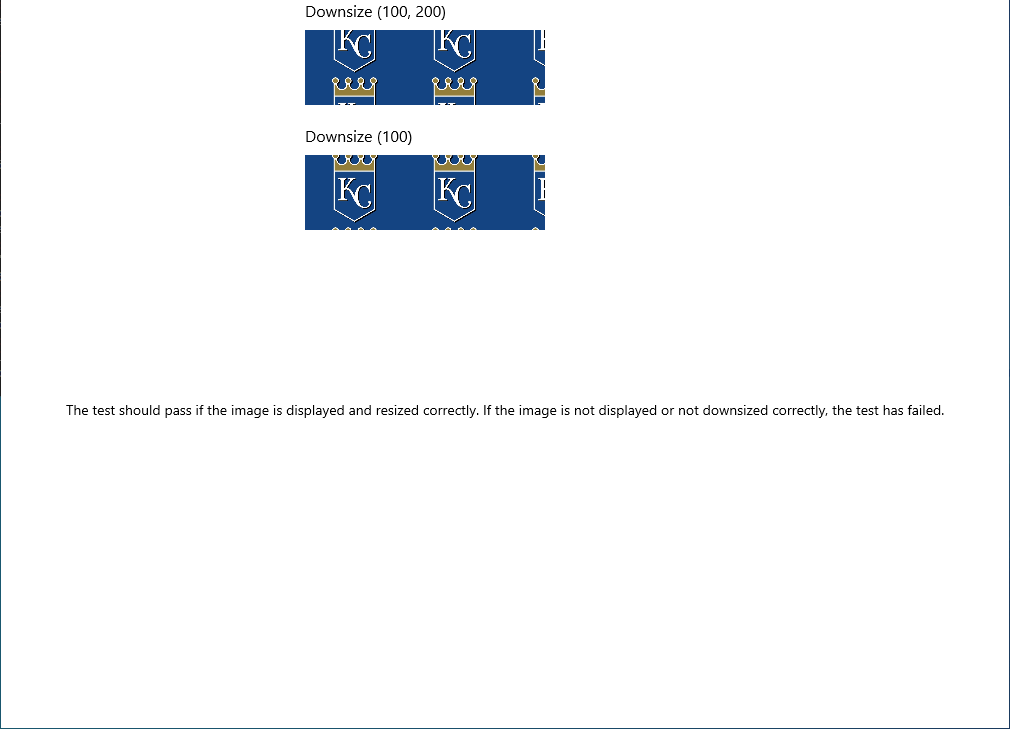 Downsize (100, 200)
KC KC
Downsize (100)
KC KC
The test should pass if the image is displayed and resized correctly. If the image is not displayed or not downsized correctly, the test has failed.